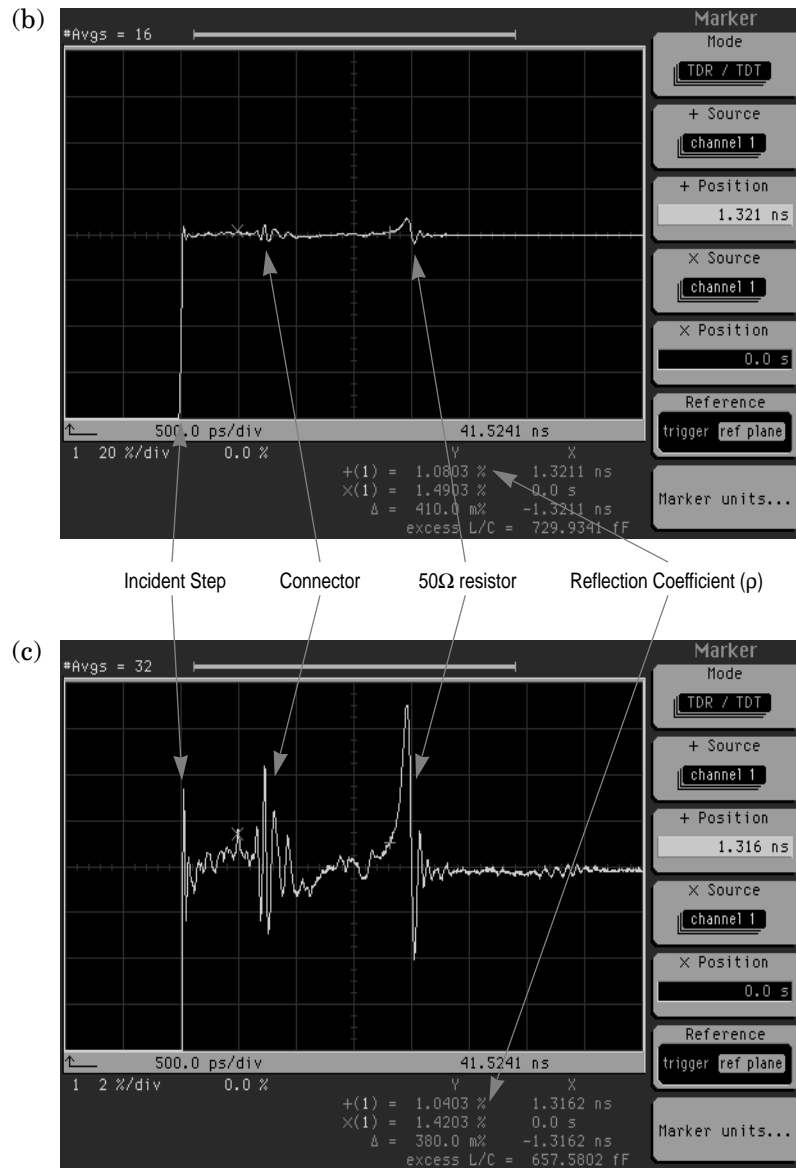 (b)
#Avgs = 16
Marker
Mode
TDR / TDT
+ Source
channel 1
+ Position
1.321 ns
× Source
channel 1
× Position
0.0 s
Reference
trigger ref plane
Marker units...
500.0 ps/div 41.5241 ns
1 20 %/div 0.0 % Y X
+(1) = 1.0803 % 1.3211 ns
×(1) = 1.4903 % 0.0 s
Δ = 410.0 m% -1.3211 ns
excess L/C = 729.9341 fF
Incident Step Connector 50Ω resistor Reflection Coefficient (ρ)
(c)
#Avgs = 32
Marker
Mode
TDR / TDT
+ Source
channel 1
+ Position
1.316 ns
× Source
channel 1
× Position
0.0 s
Reference
trigger ref plane
Marker units...
500.0 ps/div 41.5241 ns
1 2 %/div 0.0 % Y X
+(1) = 1.0403 % 1.3162 ns
×(1) = 1.4203 % 0.0 s
Δ = 380.0 m% -1.3162 ns
excess L/C = 657.5802 fF